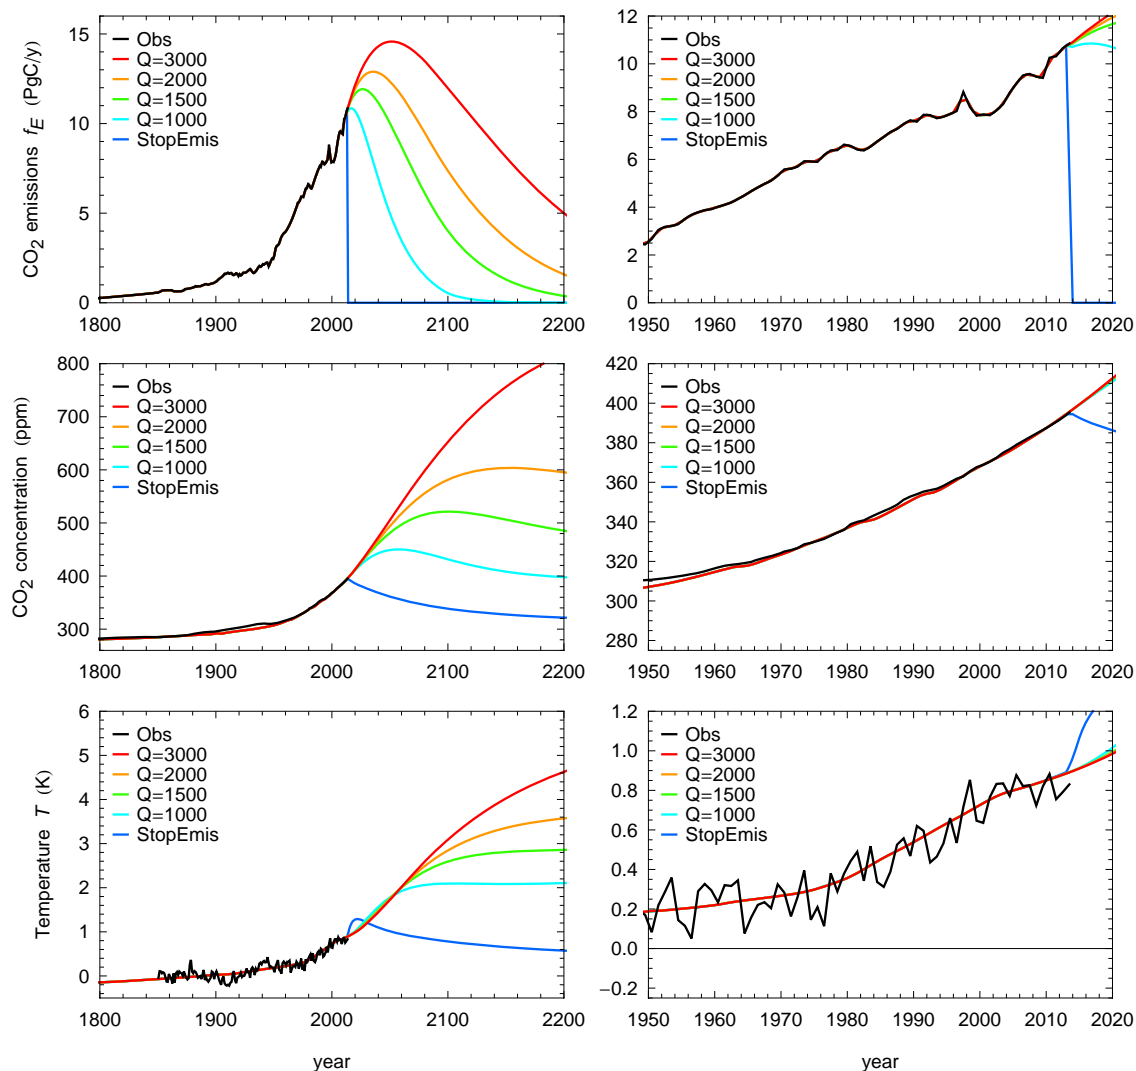 CO2 emissions fE (PgC/y)
15
10
5
0
Obs
Q=3000
Q=2000
Q=1500
Q=1000
StopEmis
1800 1900 2000 2100 2200
12
10
8
6
4
2
0
Obs
Q=3000
Q=2000
Q=1500
Q=1000
StopEmis
1950 1960 1970 1980 1990 2000 2010 2020
CO2 concentration (ppm)
800
700
600
500
400
300
Obs
Q=3000
Q=2000
Q=1500
Q=1000
StopEmis
1800 1900 2000 2100 2200
420
400
380
360
340
320
300
280
Obs
Q=3000
Q=2000
Q=1500
Q=1000
StopEmis
1950 1960 1970 1980 1990 2000 2010 2020
Temperature T (K)
6
5
4
3
2
1
0
Obs
Q=3000
Q=2000
Q=1500
Q=1000
StopEmis
1800 1900 2000 2100 2200
year
1.2
1.0
0.8
0.6
0.4
0.2
0.0
−0.2
Obs
Q=3000
Q=2000
Q=1500
Q=1000
StopEmis
1950 1960 1970 1980 1990 2000 2010 2020
year